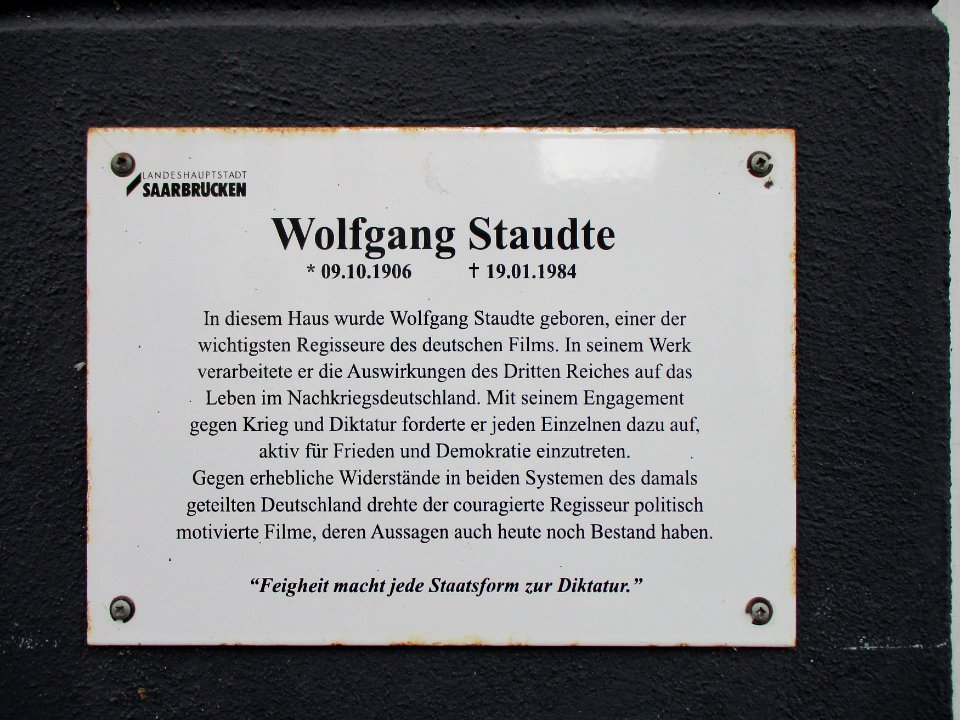 LANDESHAUPTSTADT
SAARBRÜCKEN
Wolfgang Staudte
* 09.10.1906 † 19.01.1984
In diesem Haus wurde Wolfgang Staudte geboren, einer der
wichtigsten Regisseure des deutschen Films. In seinem Werk
verarbeitete er die Auswirkungen des Dritten Reiches auf das
Leben im Nachkriegsdeutschland. Mit seinem Engagement
gegen Krieg und Diktatur forderte er jeden Einzelnen dazu auf,
aktiv für Frieden und Demokratie einzutreten.
Gegen erhebliche Widerstände in beiden Systemen des damals
geteilten Deutschland drehte der couragierte Regisseur politisch
motivierte Filme, deren Aussagen auch heute noch Bestand haben.
“Feigheit macht jede Staatsform zur Diktatur.”